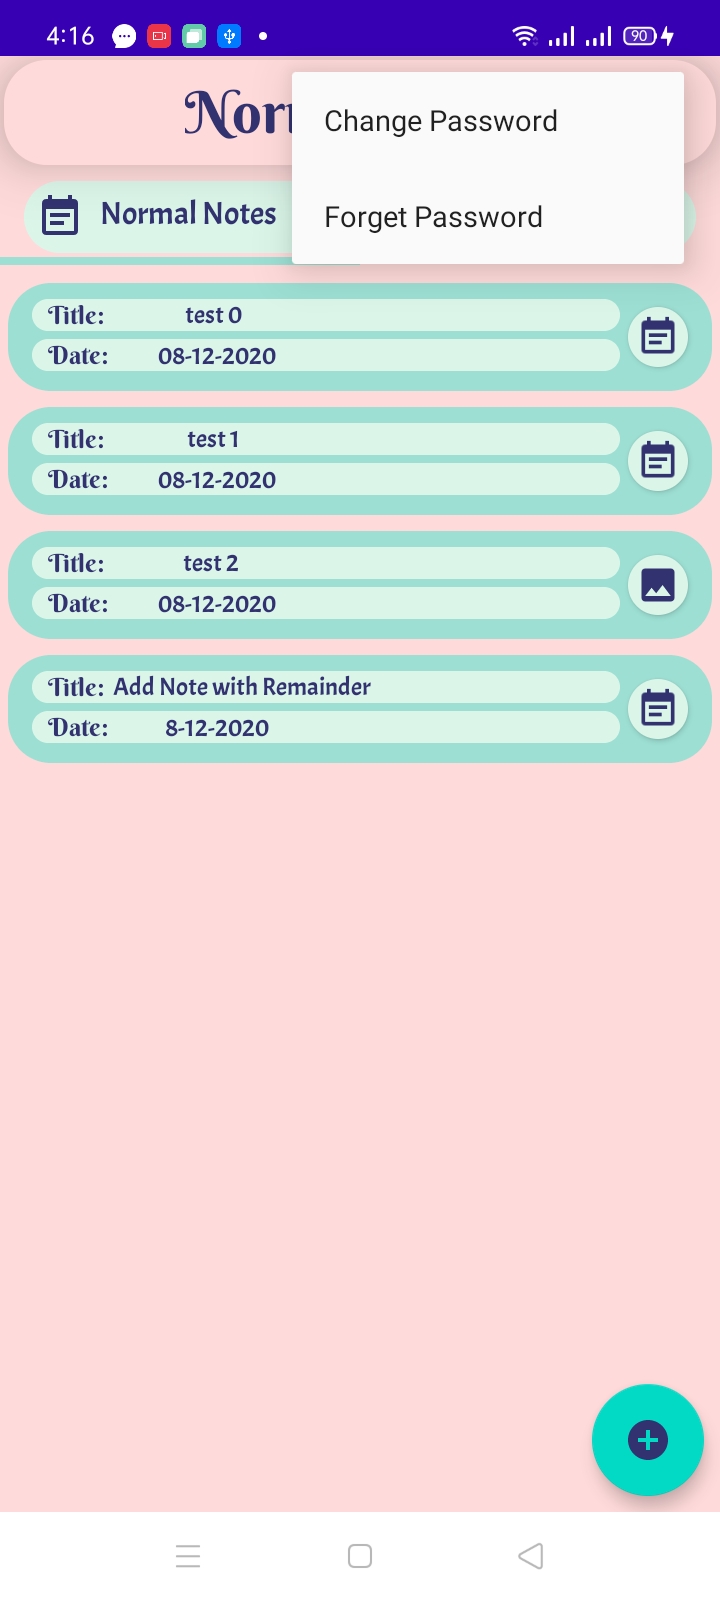 4:16
90
Change Password
Forget Password
Normal Notes
Title: test 0
Date: 08-12-2020
Title: test 1
Date: 08-12-2020
Title: test 2
Date: 08-12-2020
Title: Add Note with Remainder
Date: 8-12-2020